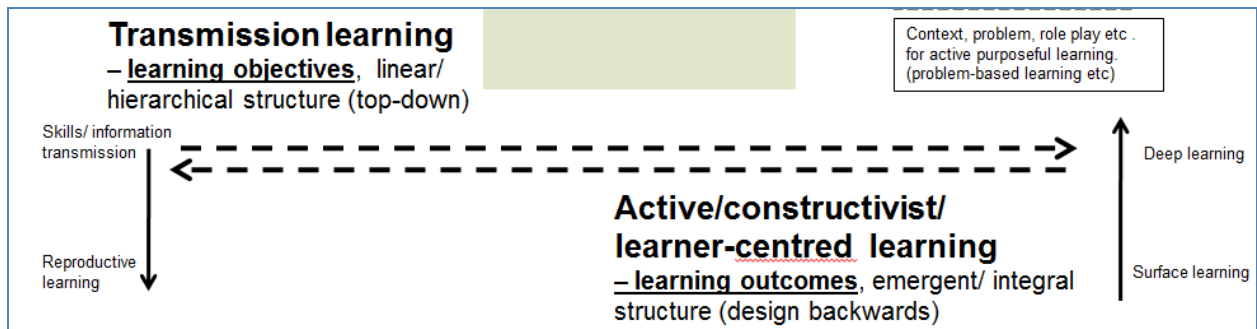 Transmission learning
– learning objectives, linear/
hierarchical structure (top-down)
Context, problem, role play etc .
for active purposeful learning.
(problem-based learning etc)
Skills/ information
transmission
Deep learning
Active/constructivist/
learner-centred learning
– learning outcomes, emergent/ integral
structure (design backwards)
Reproductive
learning
Surface learning